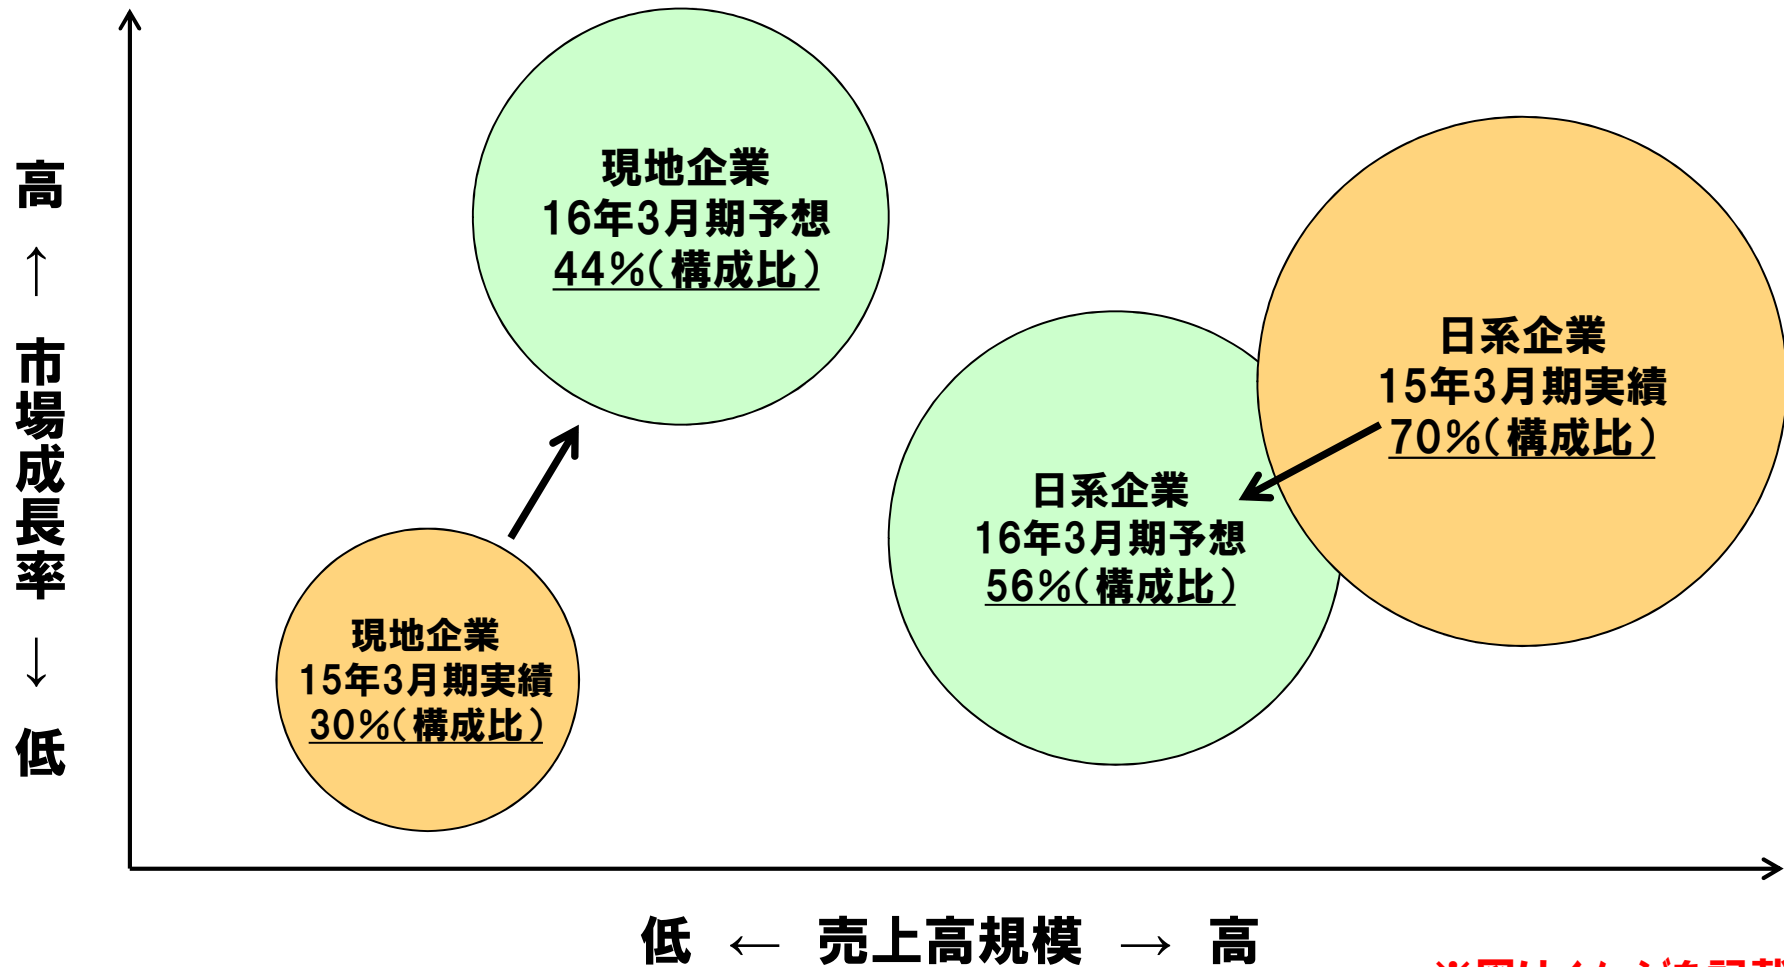 現地企業
16年3月期予想
44%(構成比)
日系企業
15年3月期実績
70%(構成比)
日系企業
16年3月期予想
56%(構成比)
現地企業
15年3月期実績
30%(構成比)
高 ↑ 市場成長率 ↓ 低
低 ← 売上高規模 → 高